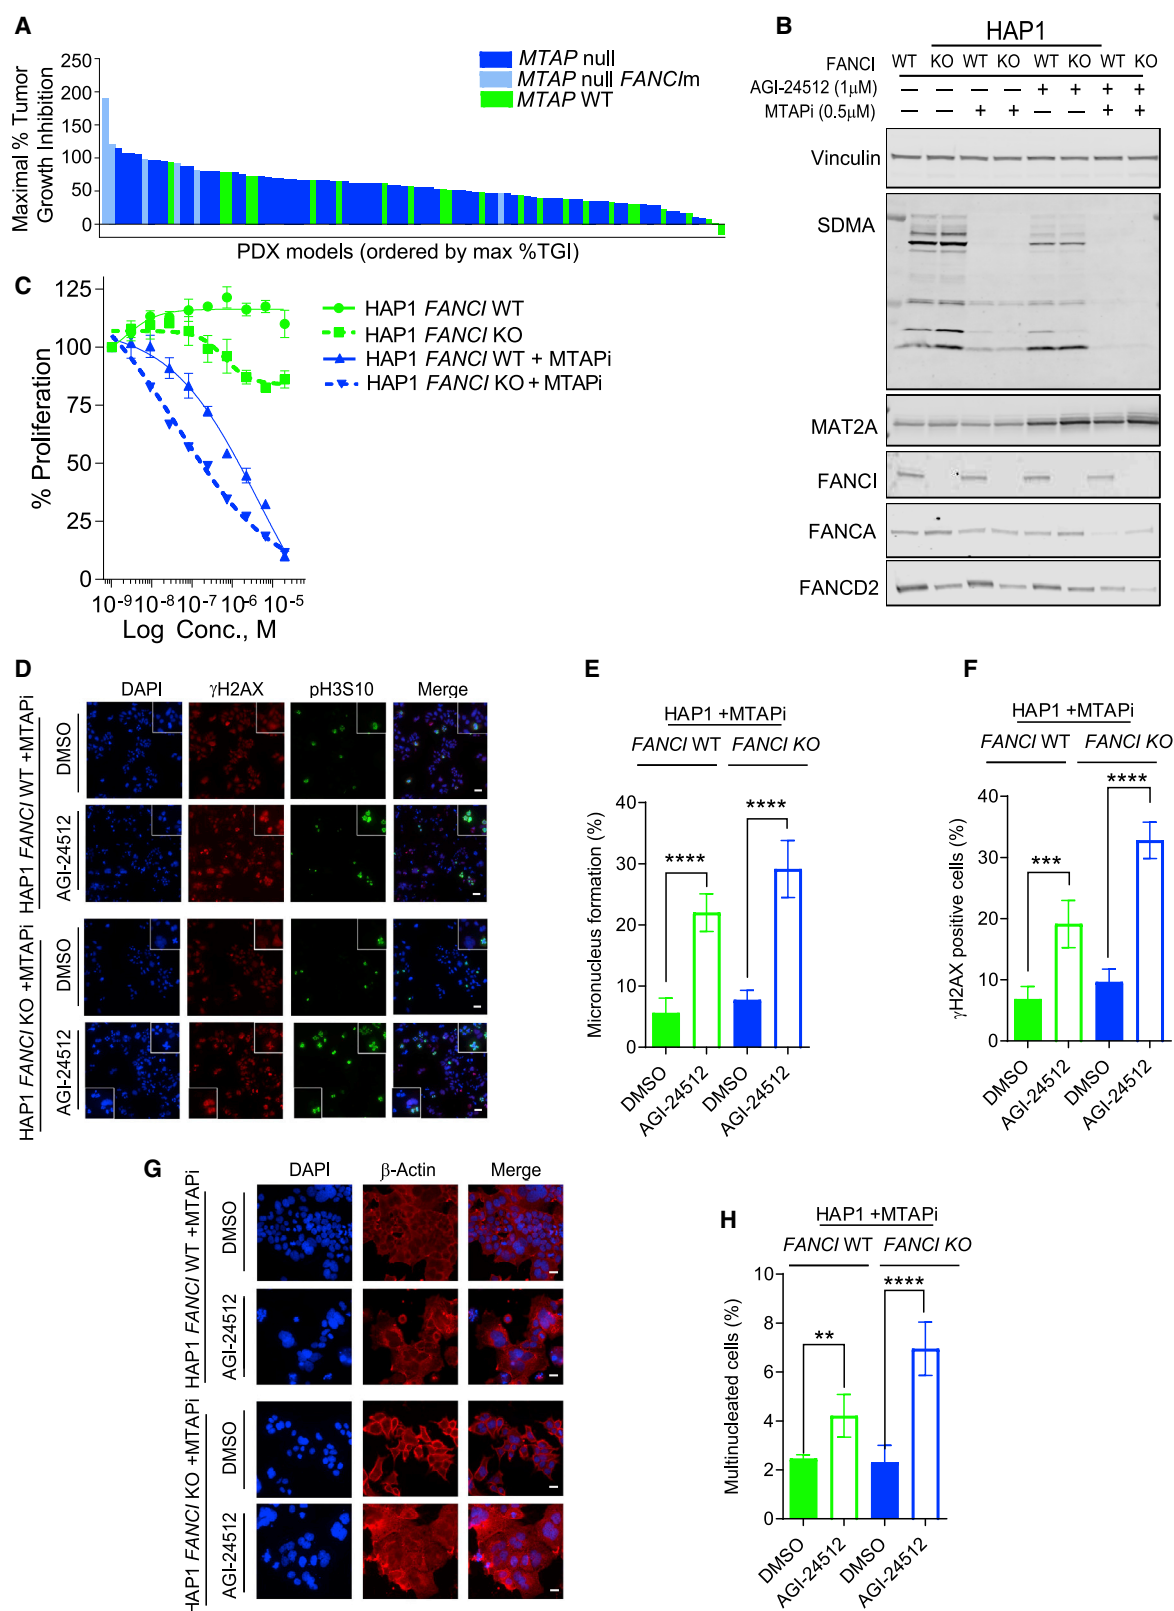 A
Maximal % Tumor
Growth Inhibition
250
200
150
100
50
0
MTAP null
MTAP null FANCIm
MTAP WT
PDX models (ordered by max %TGI)
B
HAP1
FANCI WT KO WT KO WT KO WT KO
AGI-24512 (1μM) — — — — + + + +
MTAPi (0.5μM) — — + + — — + +
Vinculin
SDMA
MAT2A
FANCI
FANCA
FANCD2
C
% Proliferation
125
100
75
50
25
0
10-9 10-8 10-7 10-6 10-5
Log Conc., M
HAP1 FANCI WT
HAP1 FANCI KO
HAP1 FANCI WT + MTAPi
HAP1 FANCI KO + MTAPi
D
DAPI γH2AX pH3S10 Merge
HAP1 FANCI WT +MTAPi
DMSO
AGI-24512
HAP1 FANCI KO +MTAPi
DMSO
AGI-24512
E
HAP1 +MTAPi
FANCI WT FANCI KO
Micronucleus formation (%)
40
30
20
10
0
****
****
DMSO
AGI-24512
DMSO
AGI-24512
F
HAP1 +MTAPi
FANCI WT FANCI KO
γH2AX positive cells (%)
40
30
20
10
0
***
****
DMSO
AGI-24512
DMSO
AGI-24512
G
DAPI β-Actin Merge
HAP1 FANCI WT +MTAPi
DMSO
AGI-24512
HAP1 FANCI KO +MTAPi
DMSO
AGI-24512
H
HAP1 +MTAPi
FANCI WT FANCI KO
Multinucleated cells (%)
10
8
6
4
2
0
**
****
DMSO
AGI-24512
DMSO
AGI-24512